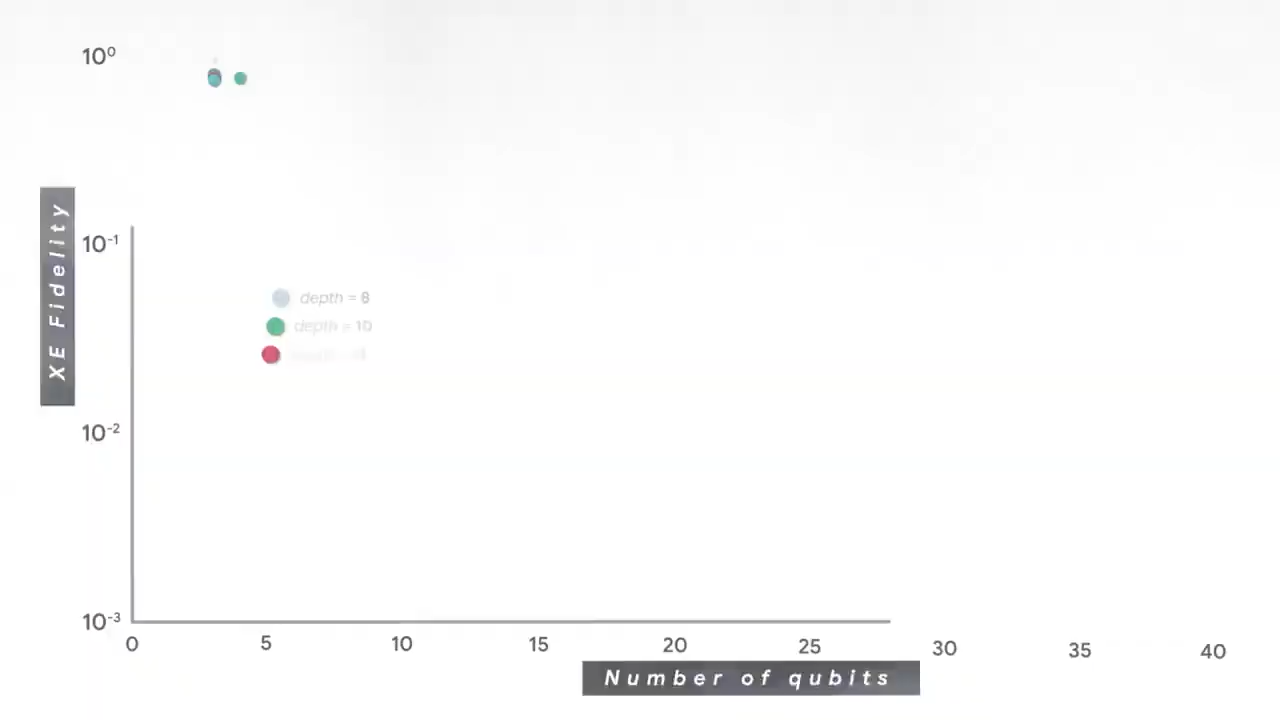 10⁰
XE Fidelity
10⁻¹
depth = 8
depth = 10
10⁻²
10⁻³
0 5 10 15 20 25 30 35 40
Number of qubits